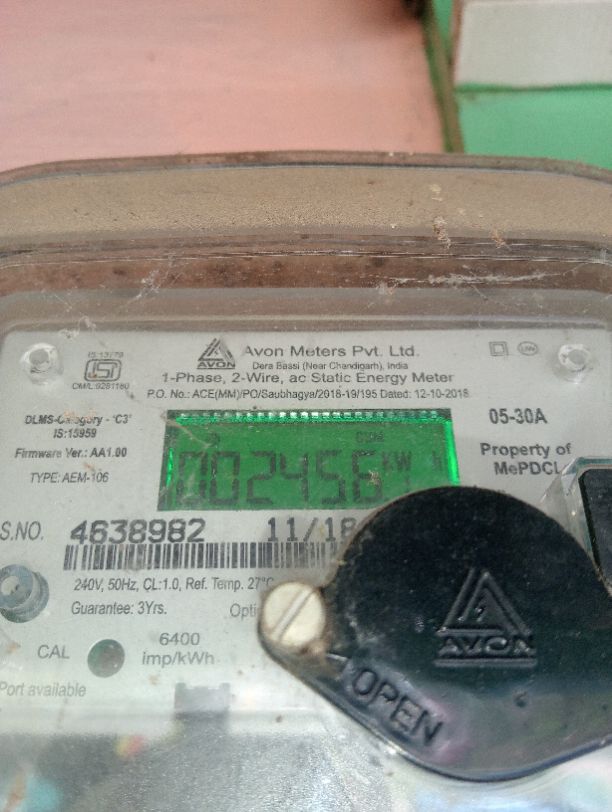 IS:13779
Avon Meters Pvt. Ltd.
AVON
Dera Bassi (Near Chandigarh), India
ISI
CM/L:9281160
1-Phase, 2-Wire, ac Static Energy Meter
P.O. No.: ACE(MM)/PO/Saubhagya/2018-19/195 Dated: 12-10-2018
DLMS-Category - 'C3'
IS:15959
05-30A
Firmware Ver.: AA1.00
Property of
MePDCL
TYPE: AEM-106
002456 kW h
S.NO. 4638982 11/18
240V, 50Hz, CL:1.0, Ref. Temp. 27°C
Guarantee: 3Yrs.
CAL
6400
imp/kWh
Port available
AVON
OPEN